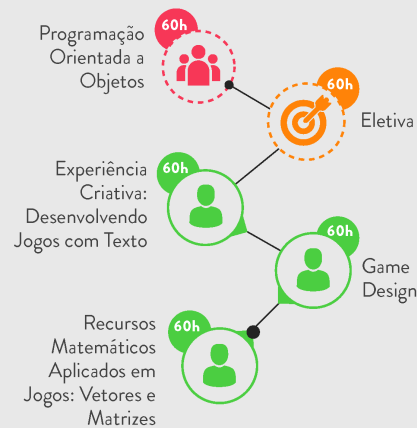 60h
Programação
Orientada a
Objetos
60h
Eletiva
60h
Experiência
Criativa:
Desenvolvendo
Jogos com Texto
60h
Game
Design
60h
Recursos
Matemáticos
Aplicados em
Jogos: Vetores e
Matrizes